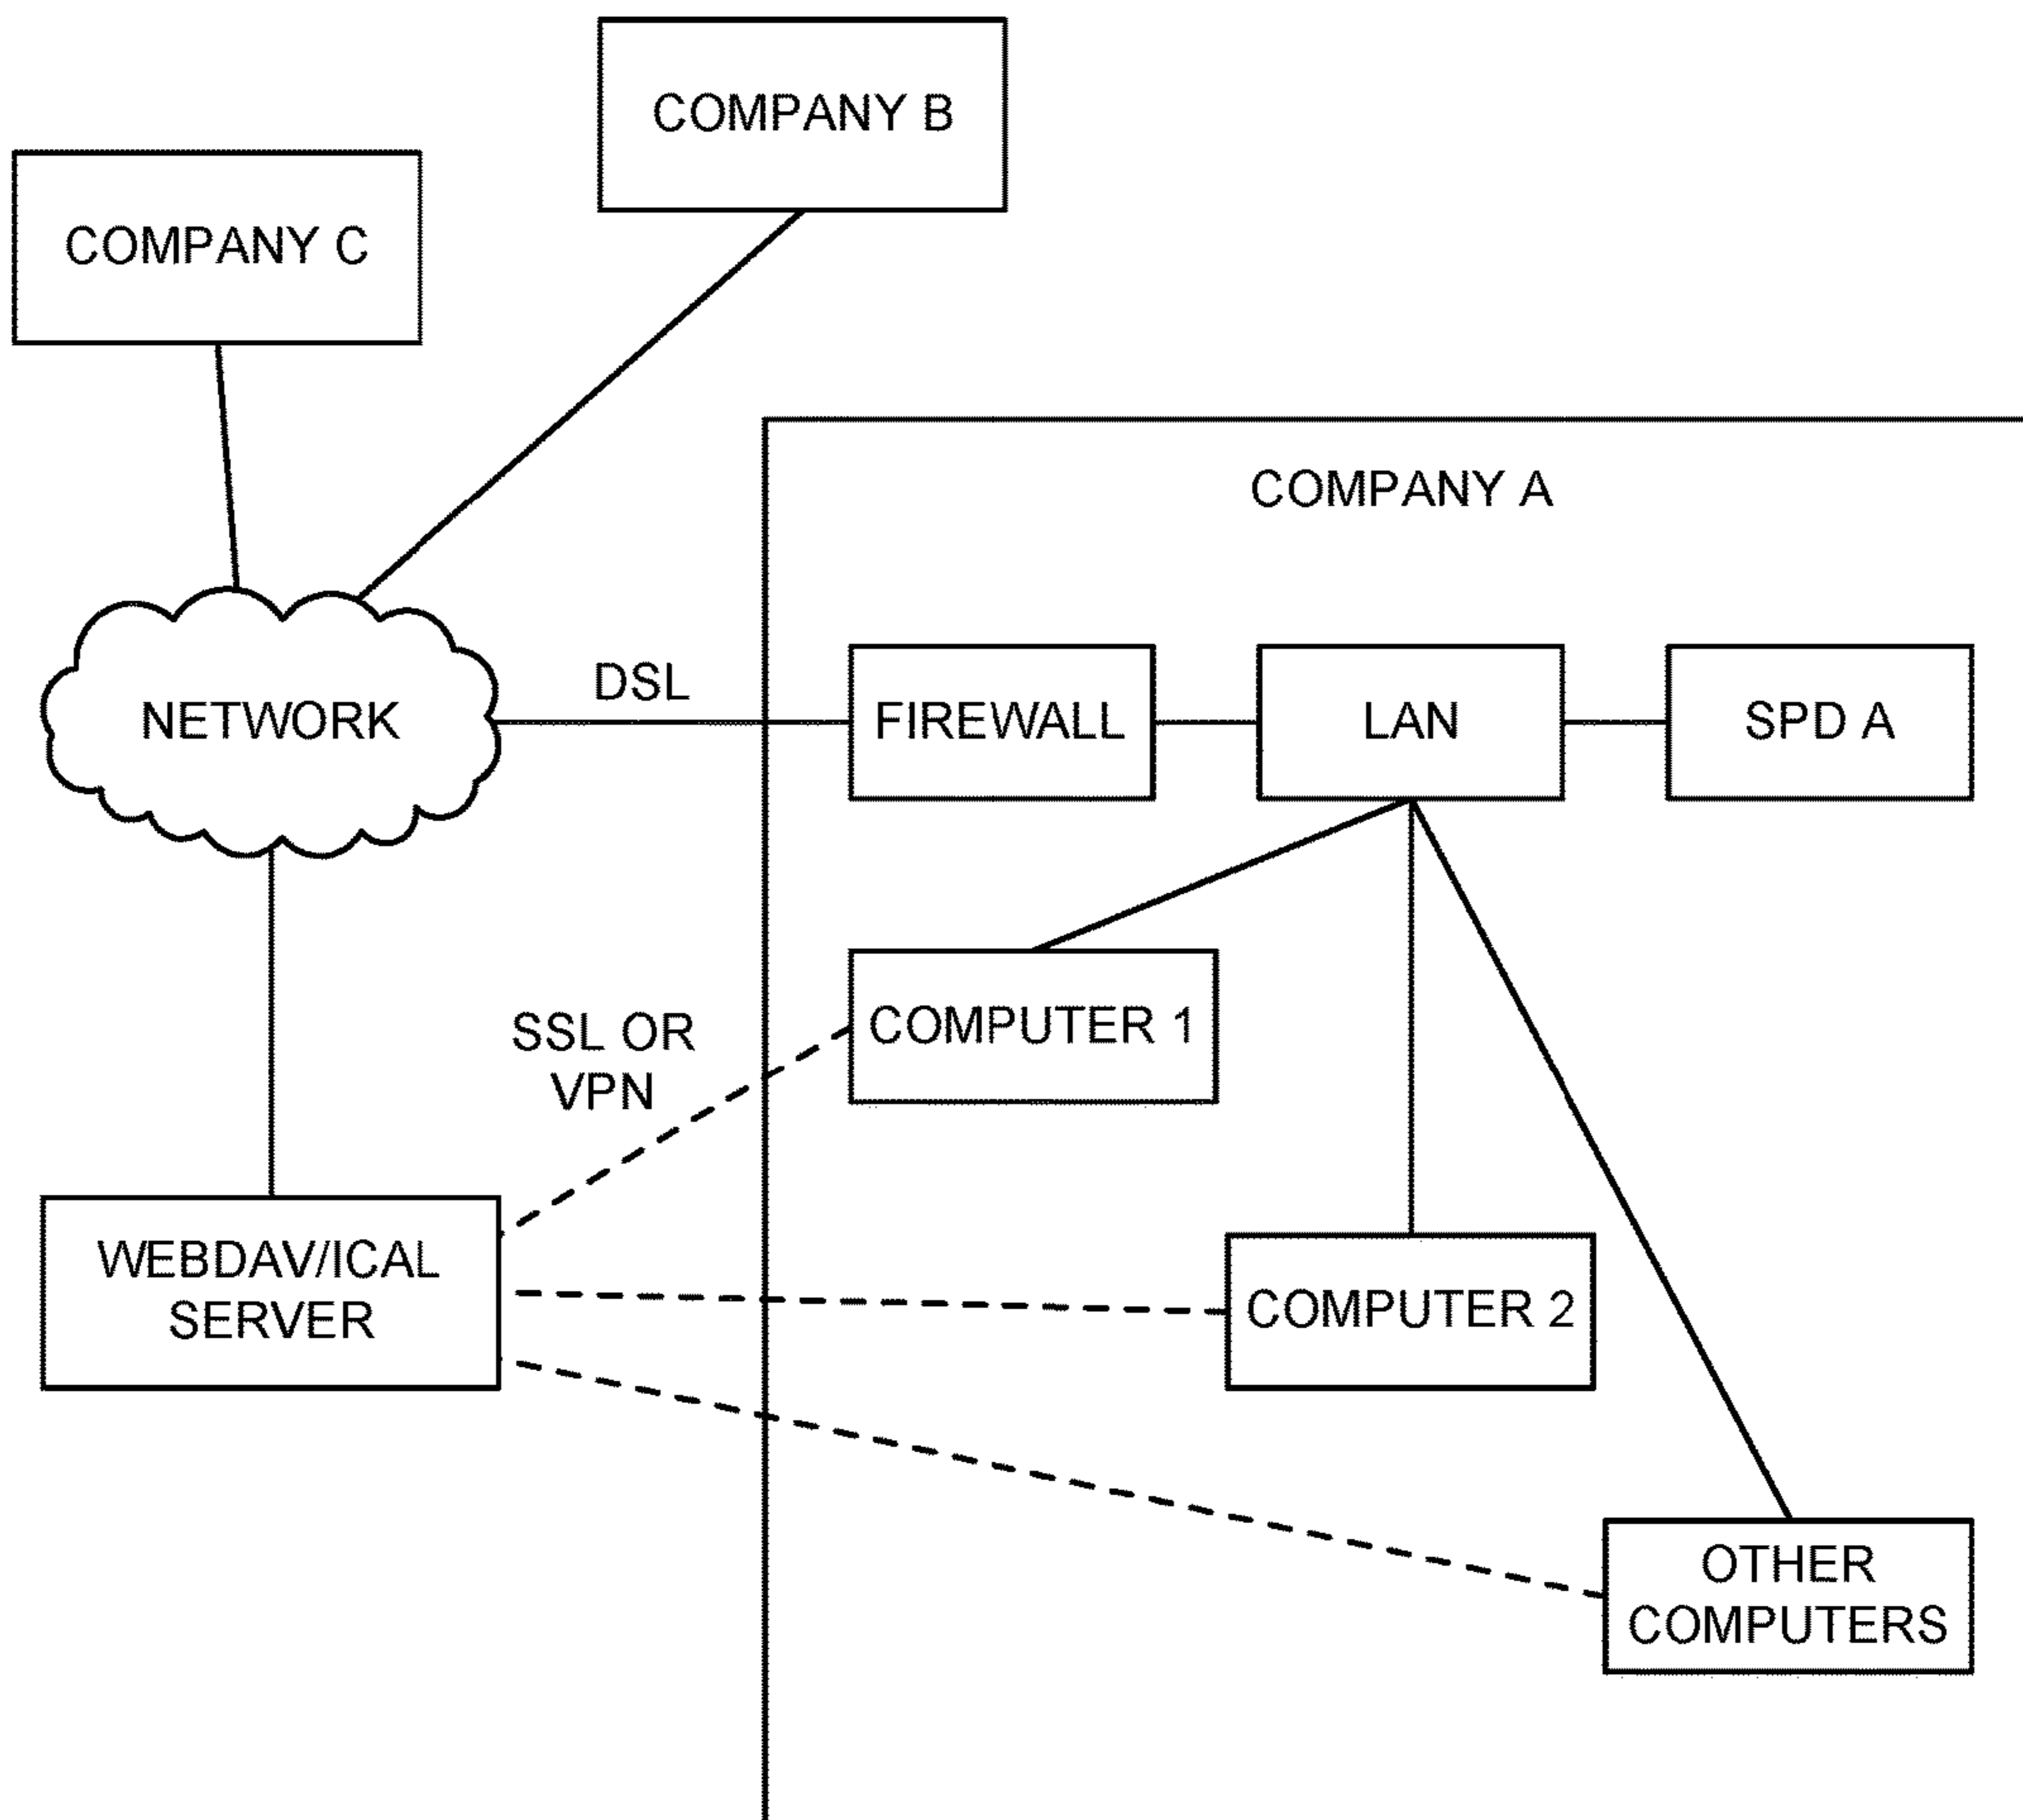 COMPANY B
COMPANY C
COMPANY A
DSL
NETWORK
FIREWALL
LAN
SPD A
SSL OR
VPN
COMPUTER 1
WEBDAV/ICAL
SERVER
COMPUTER 2
OTHER
COMPUTERS